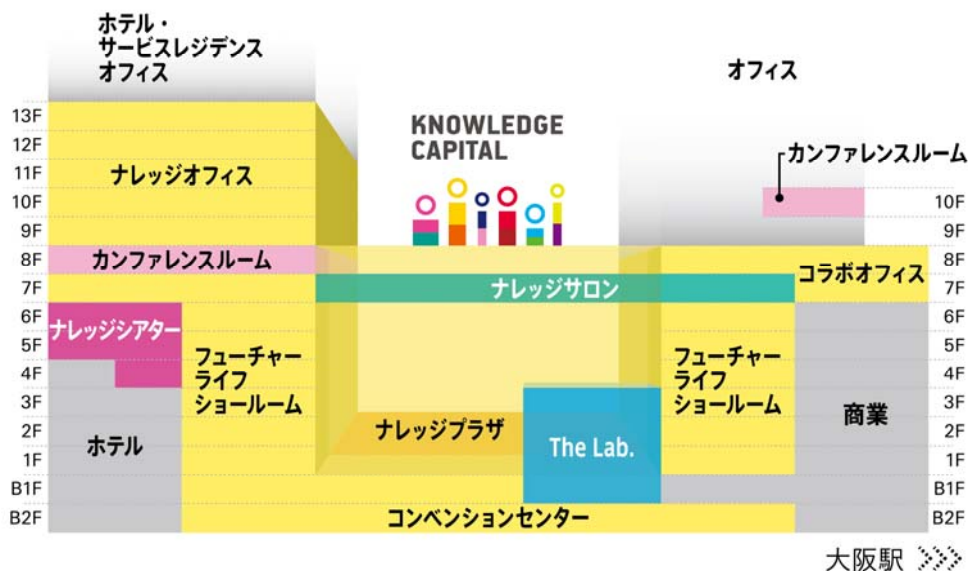 ホテル・
サービスレジデンス
オフィス
オフィス
KNOWLEDGE
CAPITAL
カンファレンスルーム
13F
12F
11F
10F
9F
8F
7F
6F
5F
4F
3F
2F
1F
B1F
B2F
ナレッジオフィス
カンファレンスルーム
ナレッジサロン
コラボオフィス
ナレッジシアター
フューチャー
ライフ
ショールーム
ホテル
ナレッジプラザ
The Lab.
フューチャー
ライフ
ショールーム
商業
コンベンションセンター
10F
9F
8F
7F
6F
5F
4F
3F
2F
1F
B1F
B2F
大阪駅